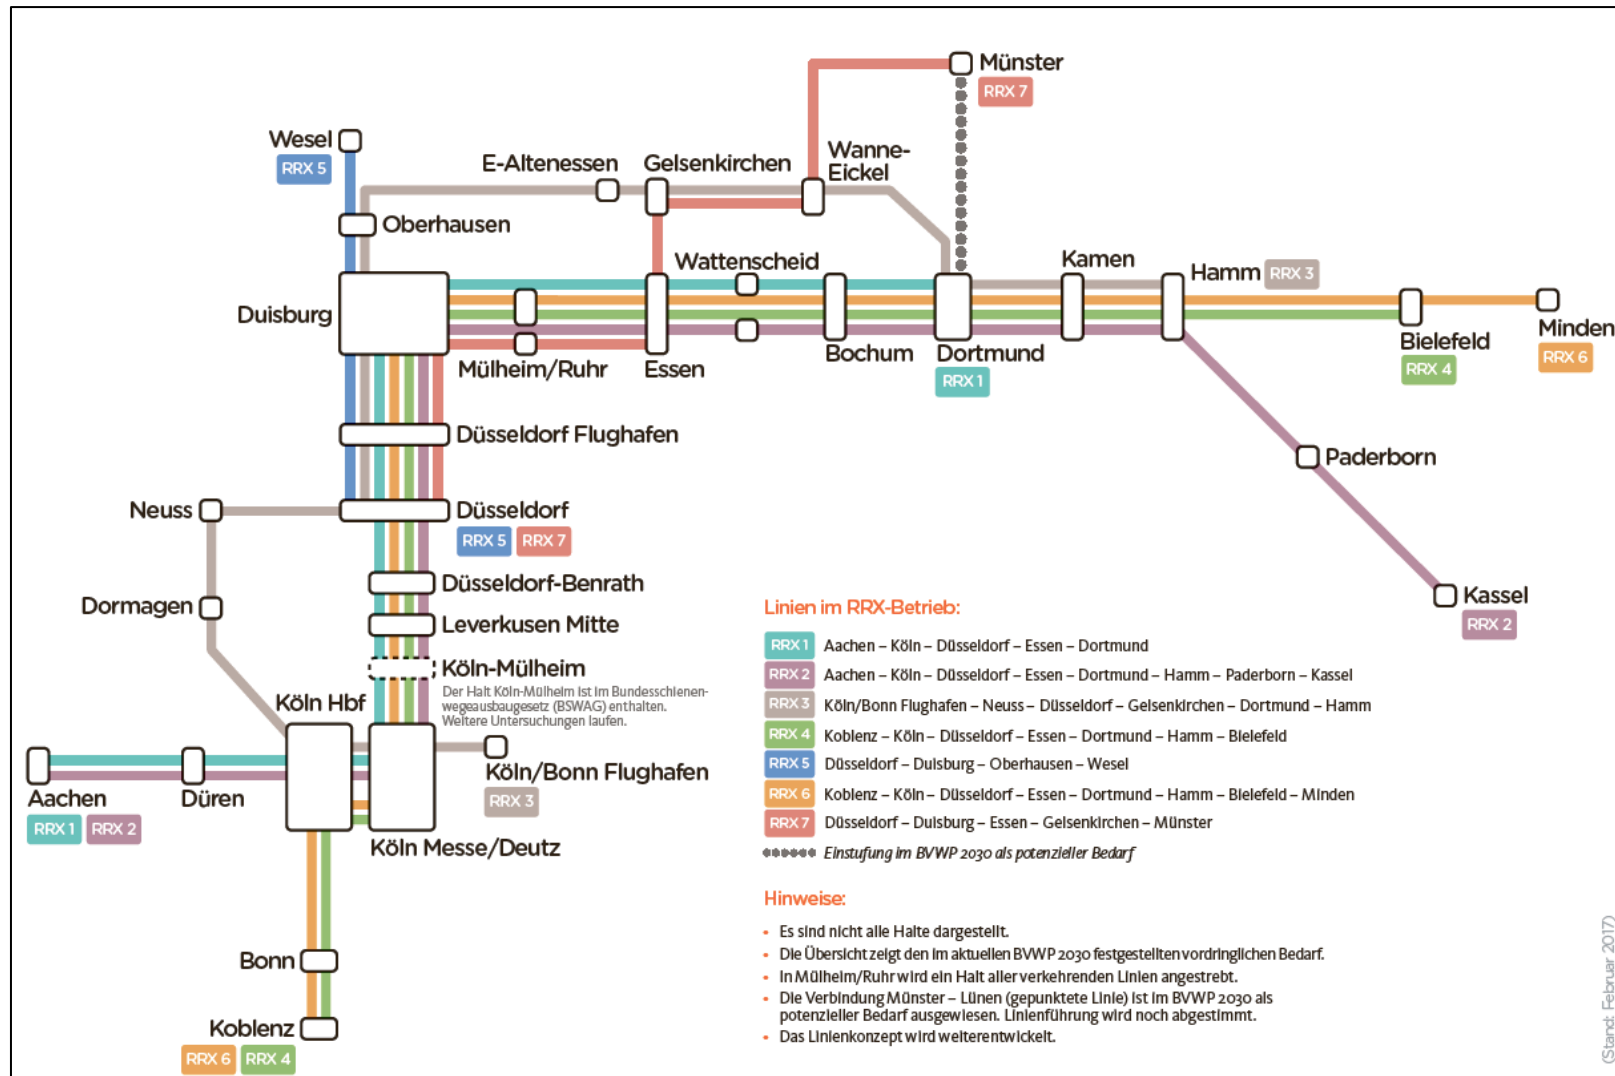 Münster
RRX 7
Wesel
RRX 5
E-Altenessen
Gelsenkirchen
Wanne-
Eickel
Oberhausen
Wattenscheid
Kamen
Hamm RRX 3
Duisburg
Mülheim/Ruhr
Essen
Bochum
Dortmund
RRX 1
Bielefeld
RRX 4
Minden
RRX 6
Düsseldorf Flughafen
Paderborn
Neuss
Düsseldorf
RRX 5 RRX 7
Düsseldorf-Benrath
Dormagen
Leverkusen Mitte
Kassel
RRX 2
Köln-Mülheim
Der Halt Köln-Mülheim ist im Bundesschienen-
wegeausbaugesetz (BSWAG) enthalten.
Weitere Untersuchungen laufen.
Köln Hbf
Köln/Bonn Flughafen
RRX 3
Aachen
RRX 1 RRX 2
Düren
Köln Messe/Deutz
Bonn
Koblenz
RRX 6 RRX 4
Linien im RRX-Betrieb:
RRX 1 Aachen – Köln – Düsseldorf – Essen – Dortmund
RRX 2 Aachen – Köln – Düsseldorf – Essen – Dortmund – Hamm – Paderborn – Kassel
RRX 3 Köln/Bonn Flughafen – Neuss – Düsseldorf – Gelsenkirchen – Dortmund – Hamm
RRX 4 Koblenz – Köln – Düsseldorf – Essen – Dortmund – Hamm – Bielefeld
RRX 5 Düsseldorf – Duisburg – Oberhausen – Wesel
RRX 6 Koblenz – Köln – Düsseldorf – Essen – Dortmund – Hamm – Bielefeld – Minden
RRX 7 Düsseldorf – Duisburg – Essen – Gelsenkirchen – Münster
Einstufung im BVWP 2030 als potenzieller Bedarf
Hinweise:
• Es sind nicht alle Halte dargestellt.
• Die Übersicht zeigt den im aktuellen BVWP 2030 festgestellten vordringlichen Bedarf.
• In Mülheim/Ruhr wird ein Halt aller verkehrenden Linien angestrebt.
• Die Verbindung Münster – Lünen (gepunktete Linie) ist im BVWP 2030 als
potenzieller Bedarf ausgewiesen. Linienführung wird noch abgestimmt.
• Das Linienkonzept wird weiterentwickelt.
(Stand: Februar 2017)